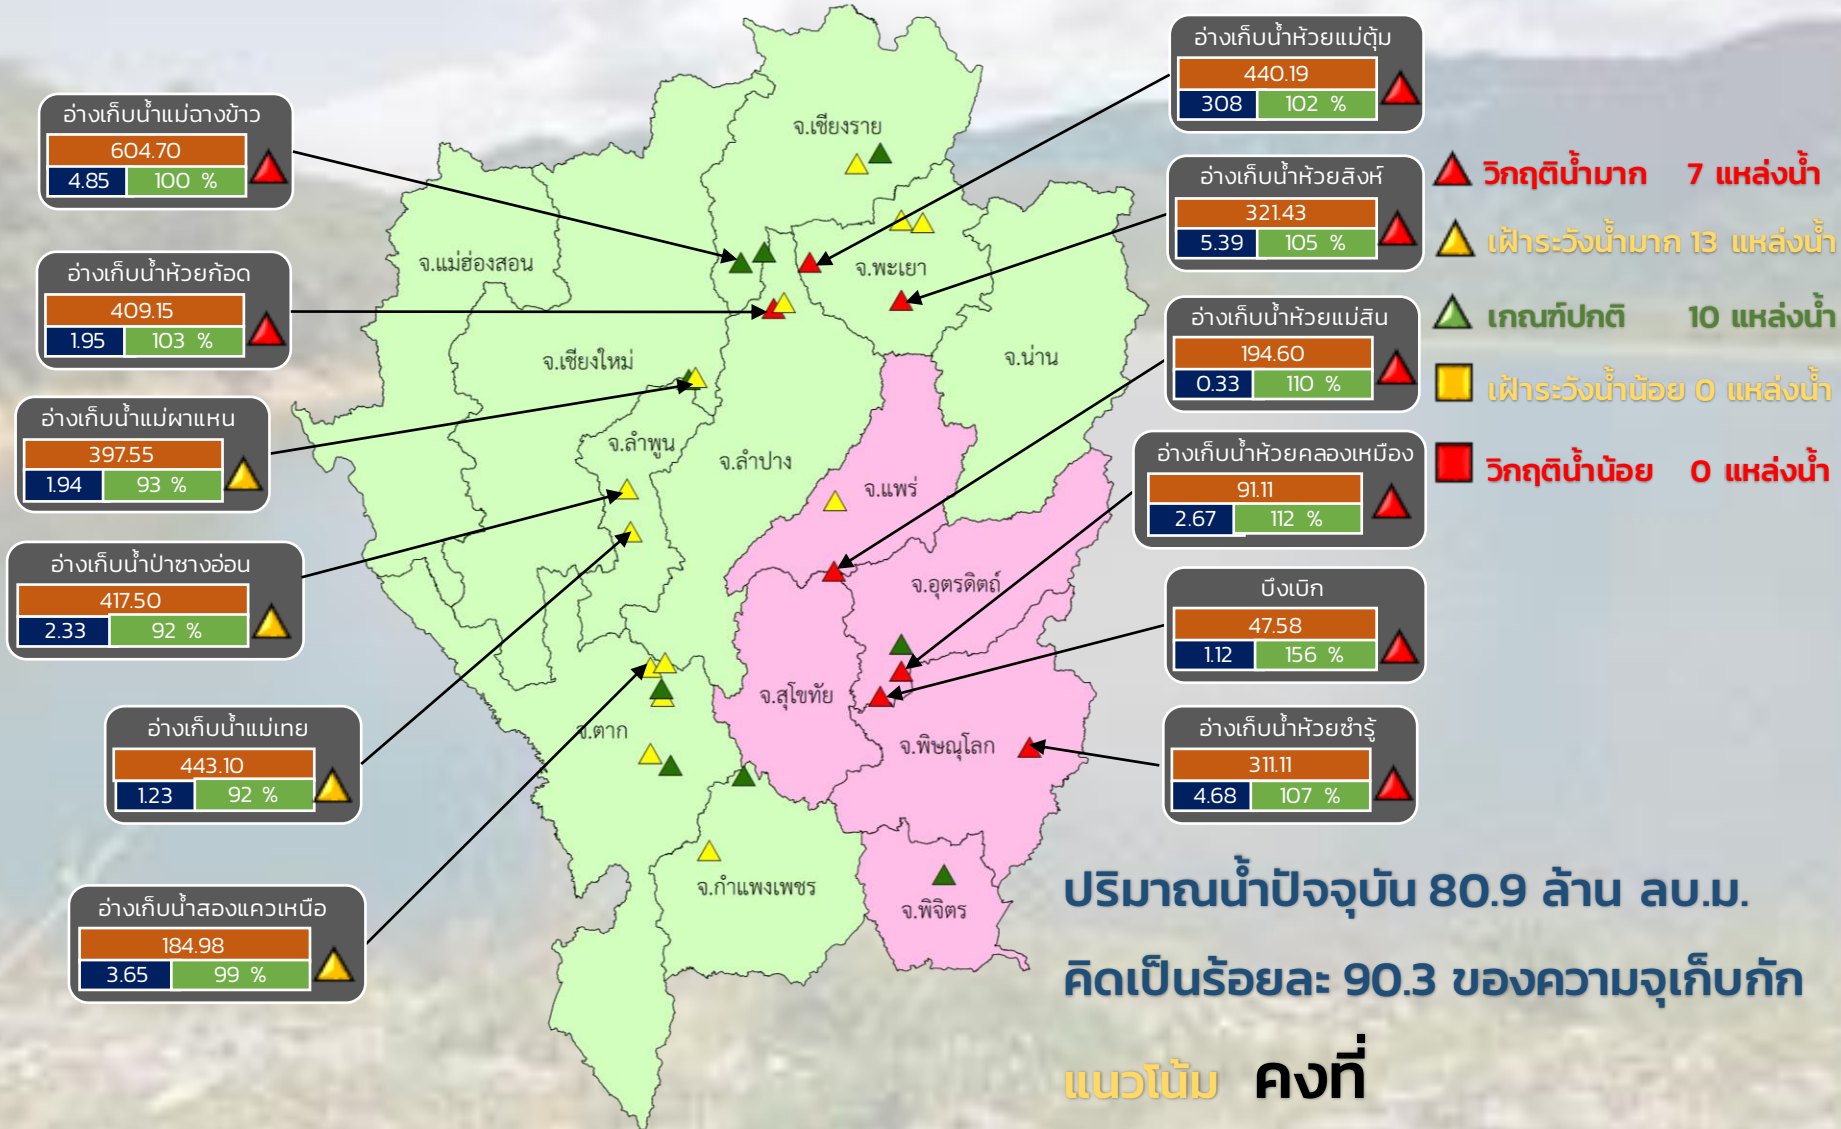 อ่างเก็บน้ำแม่ฉางข้าว
604.70
4.85 100 %
อ่างเก็บน้ำห้วยก้อด
409.15
1.95 103 %
อ่างเก็บน้ำแม่ผาแหน
397.55
1.94 93 %
อ่างเก็บน้ำป่าซางอ่อน
417.50
2.33 92 %
อ่างเก็บน้ำแม่เทย
443.10
1.23 92 %
อ่างเก็บน้ำสองแควเหนือ
184.98
3.65 99 %
จ.เชียงราย
จ.แม่ฮ่องสอน
จ.พะเยา
จ.เชียงใหม่
จ.น่าน
จ.ลำพูน
จ.ลำปาง
จ.แพร่
จ.อุตรดิตถ์
จ.สุโขทัย
จ.ตาก
จ.พิษณุโลก
จ.กำแพงเพชร
จ.พิจิตร
อ่างเก็บน้ำห้วยแม่ตุ้ม
440.19
308 102 %
อ่างเก็บน้ำห้วยสิงห์
321.43
5.39 105 %
อ่างเก็บน้ำห้วยแม่สิน
194.60
0.33 110 %
อ่างเก็บน้ำห้วยคลองเหมือง
91.11
2.67 112 %
บึงเบิก
47.58
1.12 156 %
อ่างเก็บน้ำห้วยซำรู้
311.11
4.68 107 %
วิกฤติน้ำมาก 7 แหล่งน้ำ
เฝ้าระวังน้ำมาก 13 แหล่งน้ำ
เกณฑ์ปกติ 10 แหล่งน้ำ
เฝ้าระวังน้ำน้อย 0 แหล่งน้ำ
วิกฤติน้ำน้อย 0 แหล่งน้ำ
ปริมาณน้ำปัจจุบัน 80.9 ล้าน ลบ.ม.
คิดเป็นร้อยละ 90.3 ของความจุเก็บกัก
แนวโน้ม คงที่